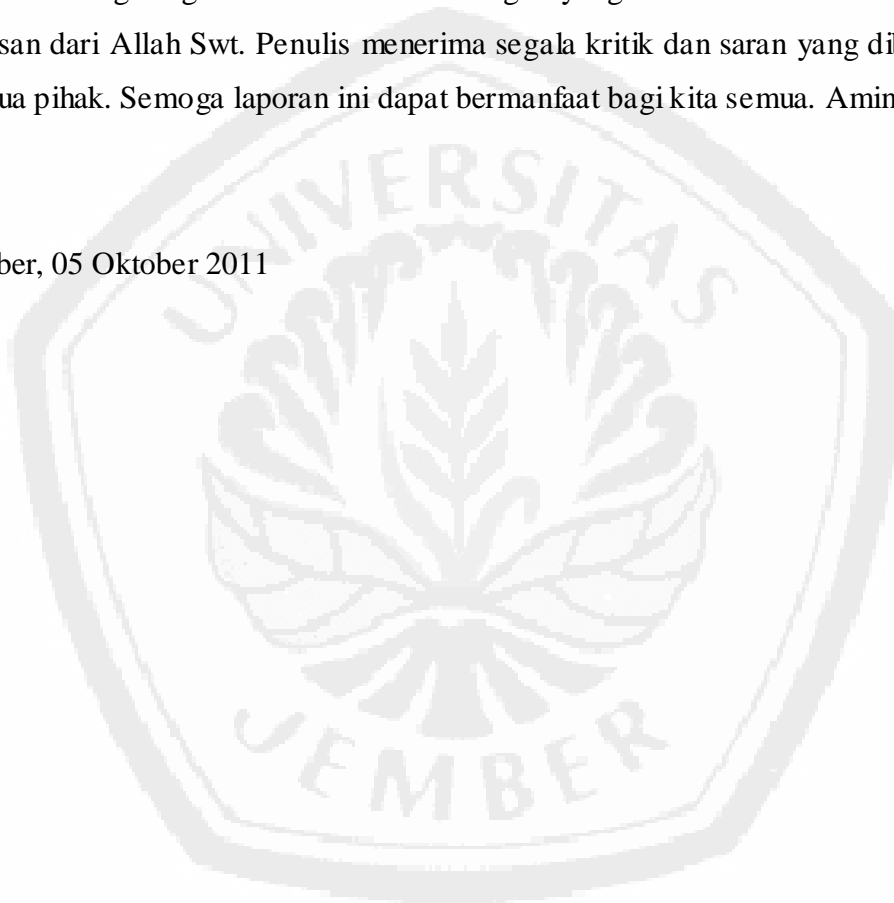 san dari Allah Swt. Penulis menerima segala kritik dan saran yang dil
ua pihak. Semoga laporan ini dapat bermanfaat bagi kita semua. Amin
ber, 05 Oktober 2011
UNIVERSITAS
JEMBER